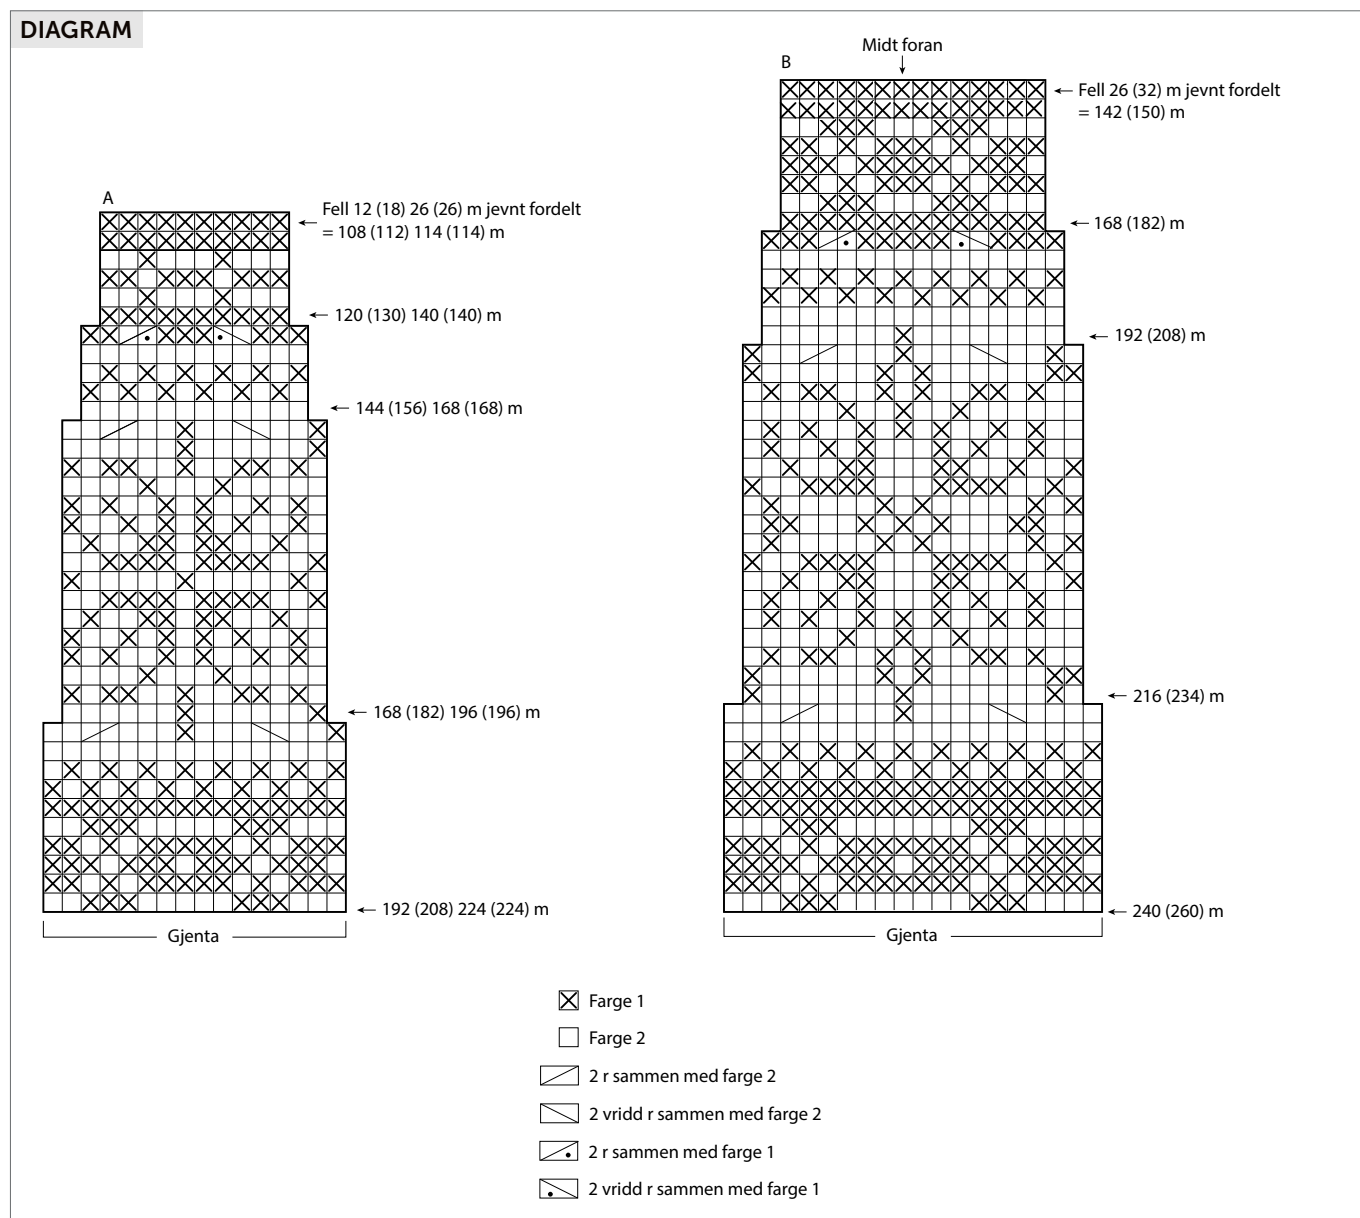 DIAGRAM
A
Fell 12 (18) 26 (26) m jevnt fordelt
= 108 (112) 114 (114) m
120 (130) 140 (140) m
144 (156) 168 (168) m
168 (182) 196 (196) m
192 (208) 224 (224) m
Gjenta
Midt foran
B
Fell 26 (32) m jevnt fordelt
= 142 (150) m
168 (182) m
192 (208) m
216 (234) m
240 (260) m
Gjenta
Farge 1
Farge 2
2 r sammen med farge 2
2 vridd r sammen med farge 2
2 r sammen med farge 1
2 vridd r sammen med farge 1